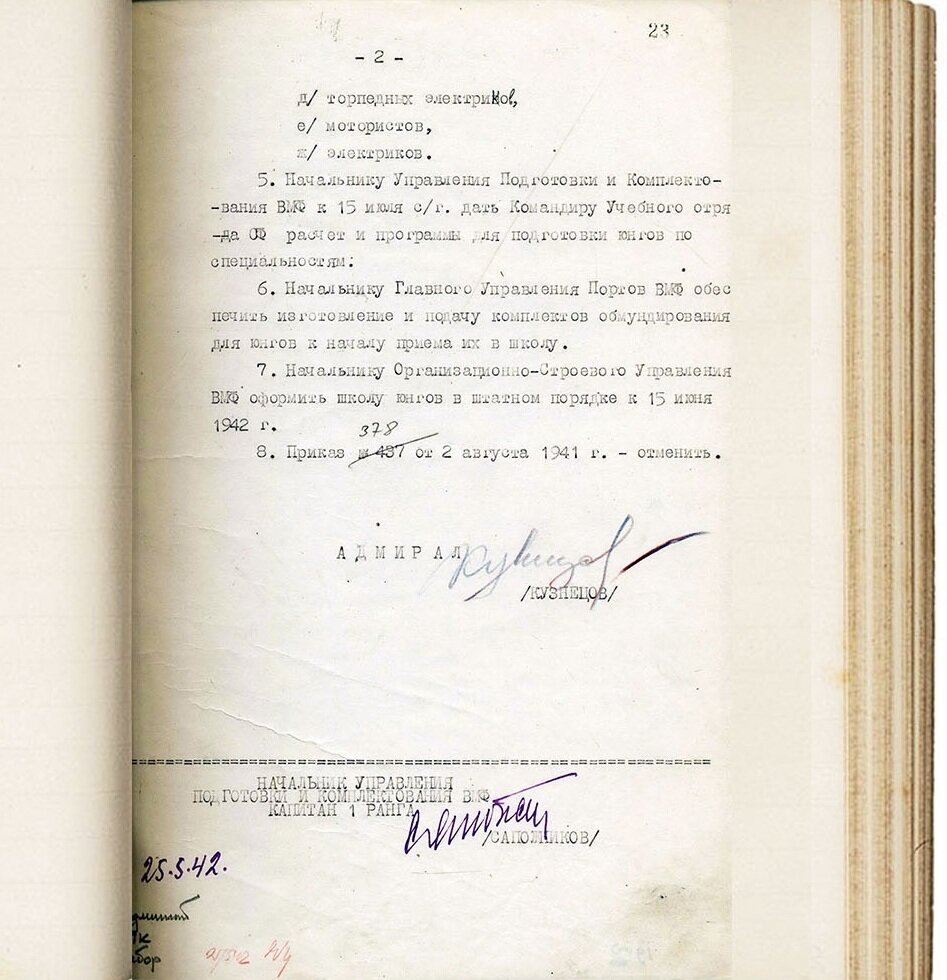 23
- 2 -
д/ торпедных электриков,
е/ мотористов,
ж/ электриков.
5. Начальнику Управления Подготовки и Комплекто-
-вания ВМФ к 15 июля с/г. дать Командиру Учебного отря
-да СФ расчет и программы для подготовки юнгов по
специальностям:
6. Начальнику Главного Управления Портов ВМФ обес
печить изготовление и подачу комплектов обмундирования
для юнгов к началу приема их в школу.
7. Начальнику Организационно-Строевого Управления
ВМФ оформить школу юнгов в штатном порядке к 15 июня
1942 г.
378
8. Приказ № 437 от 2 августа 1941 г. - отменить.
АДМИРАЛ Кузнецов
/КУЗНЕЦОВ/
НАЧАЛЬНИК УПРАВЛЕНИЯ
ПОДГОТОВКИ И КОМПЛЕКТОВАНИЯ ВМФ
КАПИТАН 1 РАНГА
/САПОЖНИКОВ/
25.5.42.